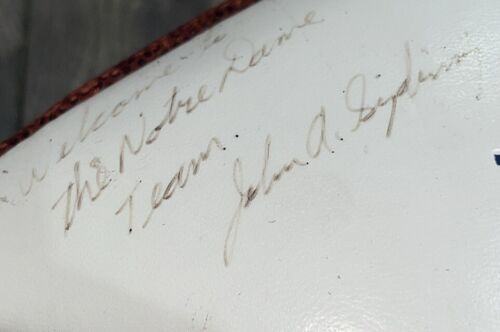 Welcome to
The Notre Dame
Team.
John A.